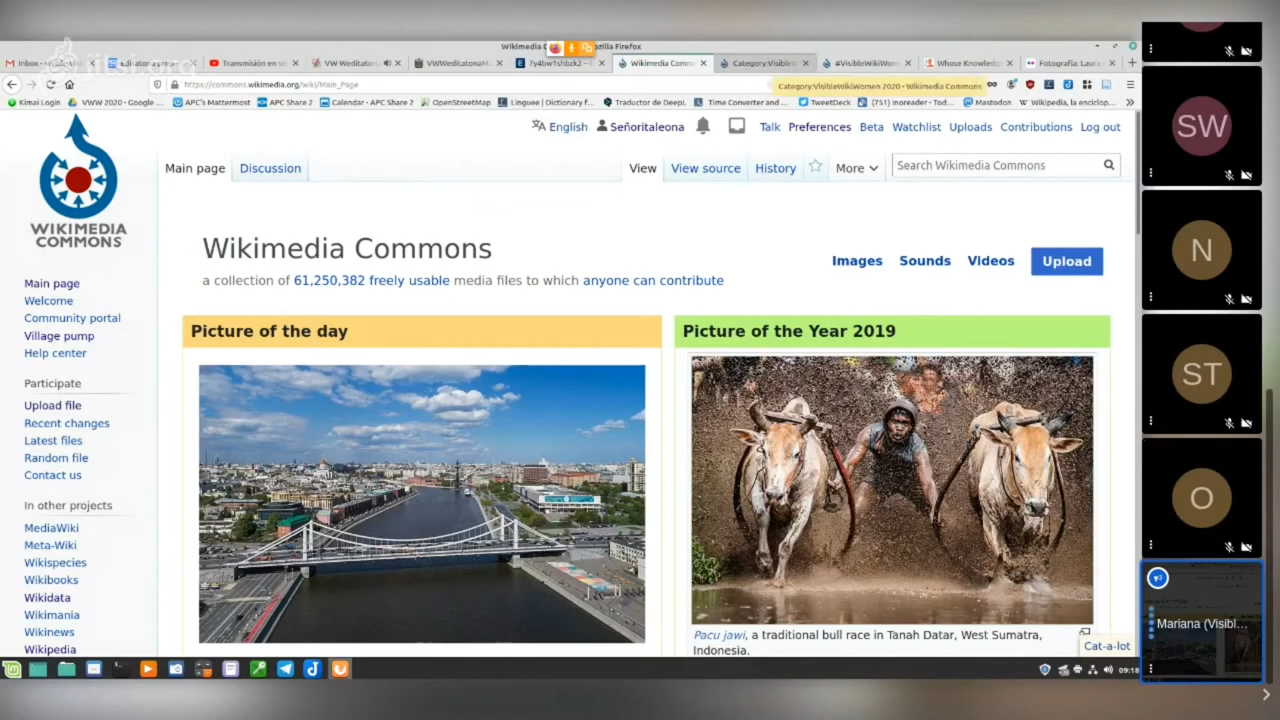 Wikimedia C
zilla Firefox
Transmisión en vi
VW Weditaton
VWWeditatonaM
7y4bw1shbzk2 –
Wikimedia Comm
Category:Visible
#VisibleWikiWom
Whose Knowledg
Fotografía: Laura
https://commons.wikimedia.org/wiki/Main_Page
Category:VisibleWikiWomen 2020 - Wikimedia Commons
Kimai Login
VWW 2020 - Google ...
APC's Mattermost
APC Share 2
Calendar - APC Share 2
OpenStreetMap
Linguee | Dictionary f...
Traductor de DeepL
Time Converter and ...
TweetDeck
(751) Inoreader - Tod...
Mastodon
Wikipedia, la enciclop...
English
Señoritaleona
Talk
Preferences
Beta
Watchlist
Uploads
Contributions
Log out
Main page
Discussion
View
View source
History
More
Search Wikimedia Commons
WIKIMEDIA
COMMONS
Main page
Welcome
Community portal
Village pump
Help center
Participate
Upload file
Recent changes
Latest files
Random file
Contact us
In other projects
MediaWiki
Meta-Wiki
Wikispecies
Wikibooks
Wikidata
Wikimania
Wikinews
Wikipedia
Wikimedia Commons
a collection of 61,250,382 freely usable media files to which anyone can contribute
Images
Sounds
Videos
Upload
Picture of the day
Picture of the Year 2019
Pacu jawi, a traditional bull race in Tanah Datar, West Sumatra,
Indonesia.
Cat-a-lot
09:18
SW
N
ST
O
Mariana (Visibl...